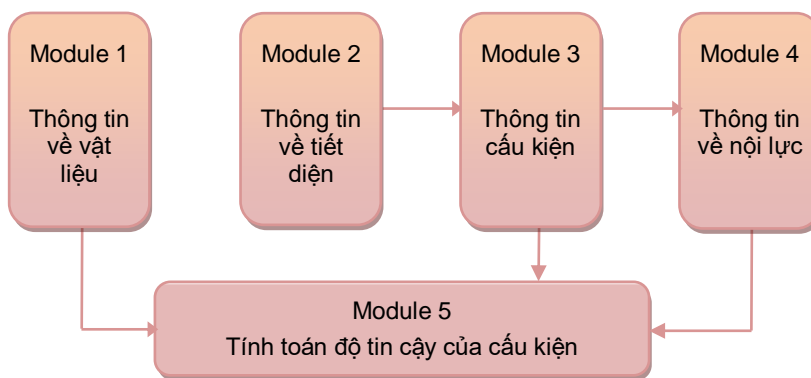 Module 1
Thông tin
về vật
liệu
Module 2
Thông tin
về tiết
diện
Module 3
Thông tin
cấu kiện
Module 4
Thông tin
về nội lực
Module 5
Tính toán độ tin cậy của cấu kiện